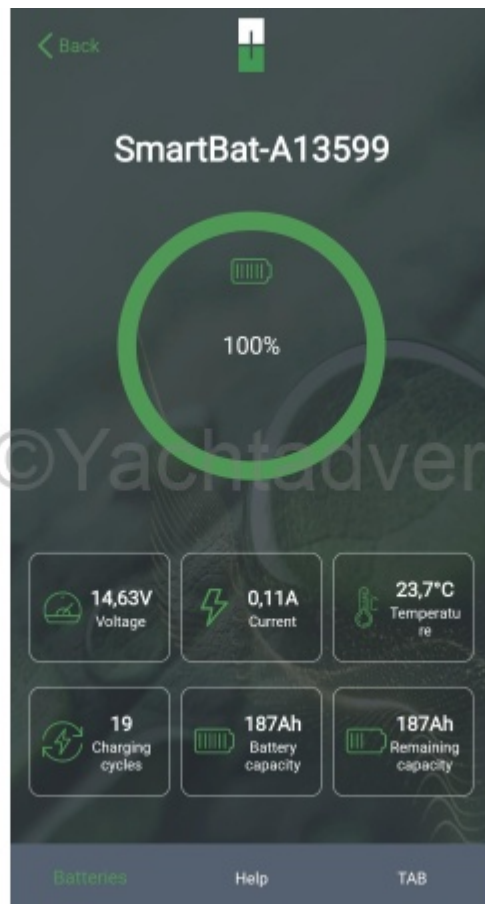 Back
SmartBat-A13599
100%
©Yachtadver
14,63V
Voltage
0,11A
Current
23,7°C
Temperatu
re
19
Charging
cycles
187Ah
Battery
capacity
187Ah
Remaining
capacity
Batteries
Help
TAB